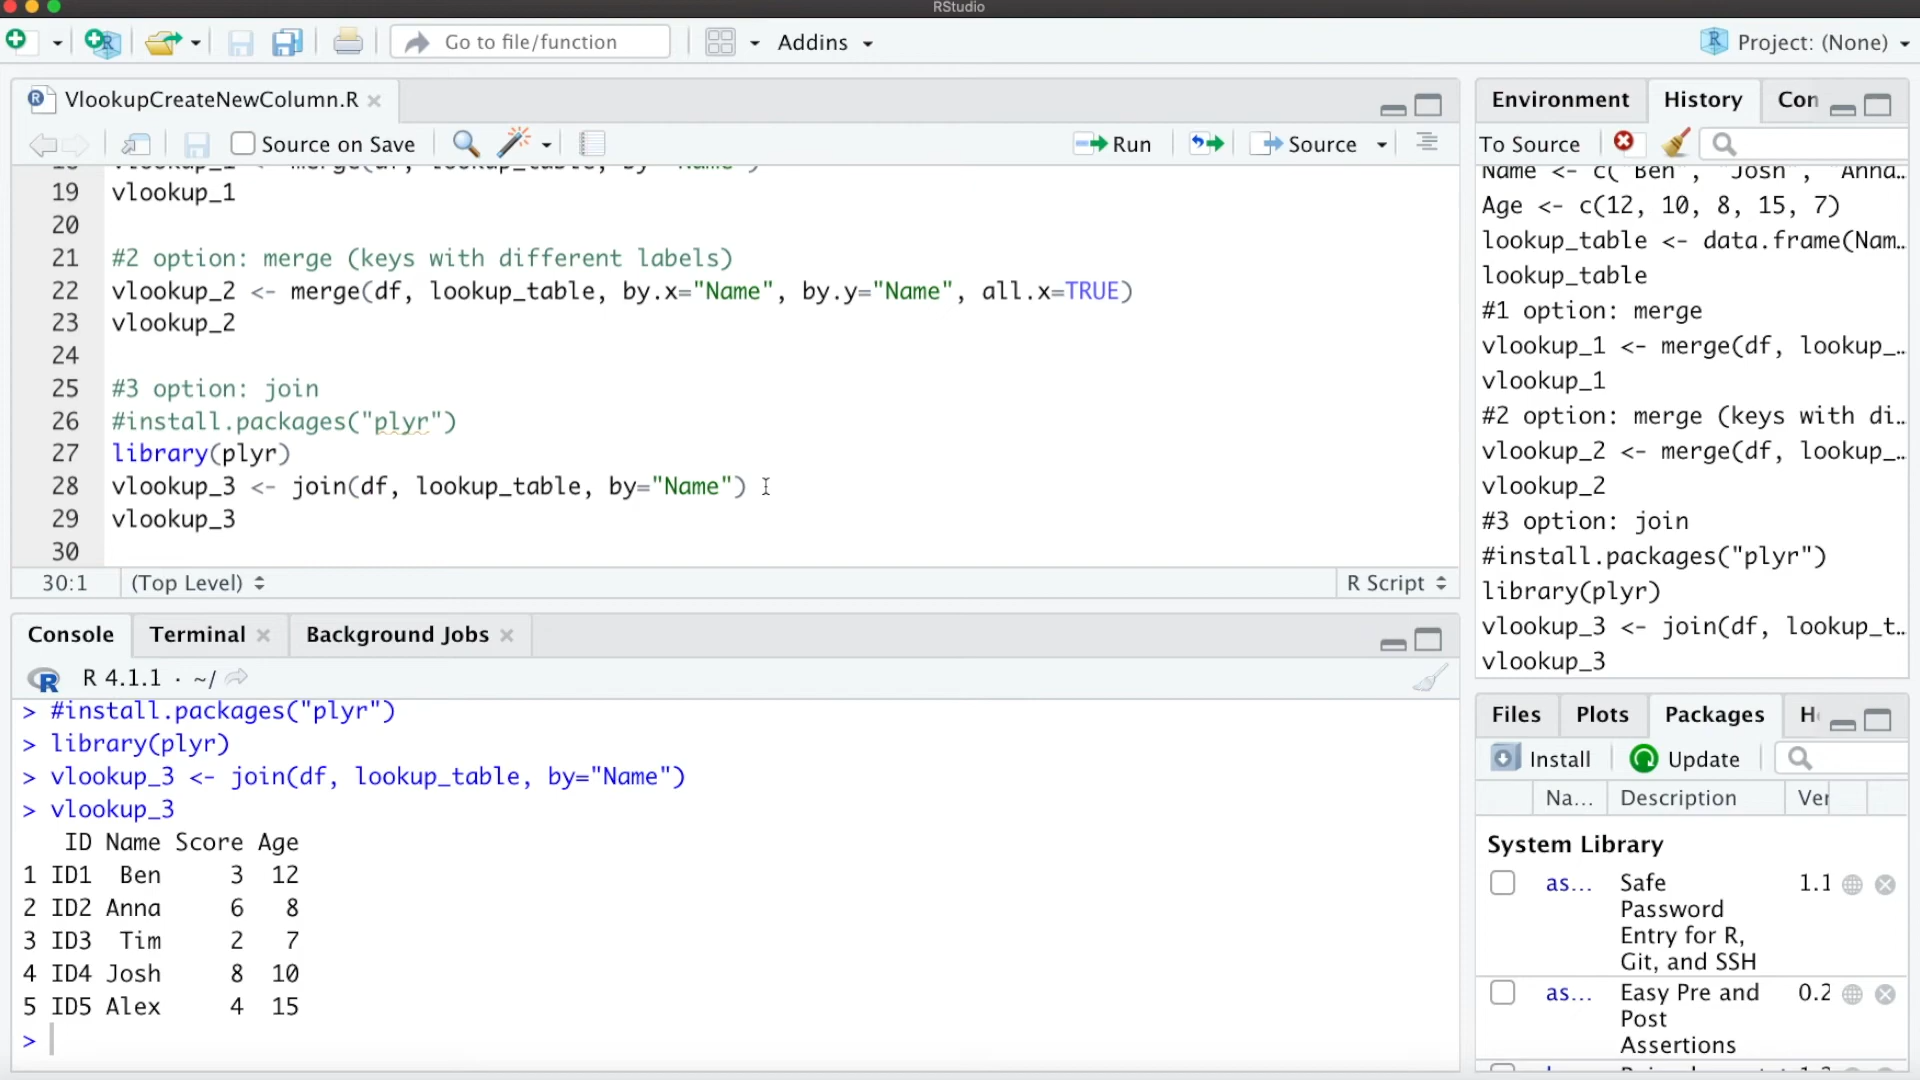 RStudio
Go to file/function
Addins
Project: (None)
VlookupCreateNewColumn.R
Source on Save
Run
Source
19 vlookup_1
20
21 #2 option: merge (keys with different labels)
22 vlookup_2 <- merge(df, lookup_table, by.x="Name", by.y="Name", all.x=TRUE)
23 vlookup_2
24
25 #3 option: join
26 #install.packages("plyr")
27 library(plyr)
28 vlookup_3 <- join(df, lookup_table, by="Name")
29 vlookup_3
30
30:1 (Top Level) R Script
Console Terminal Background Jobs
R 4.1.1 · ~/
> #install.packages("plyr")
> library(plyr)
> vlookup_3 <- join(df, lookup_table, by="Name")
> vlookup_3
ID Name Score Age
1 ID1 Ben 3 12
2 ID2 Anna 6 8
3 ID3 Tim 2 7
4 ID4 Josh 8 10
5 ID5 Alex 4 15
>
Environment History Con
To Source
Name <- c("Ben", "Josh", "Anna…
Age <- c(12, 10, 8, 15, 7)
lookup_table <- data.frame(Nam…
lookup_table
#1 option: merge
vlookup_1 <- merge(df, lookup_…
vlookup_1
#2 option: merge (keys with di…
vlookup_2 <- merge(df, lookup_…
vlookup_2
#3 option: join
#install.packages("plyr")
library(plyr)
vlookup_3 <- join(df, lookup_t…
vlookup_3
Files Plots Packages
Install Update
Na... Description Ver
System Library
as... Safe 1.1
Password
Entry for R,
Git, and SSH
as... Easy Pre and 0.2
Post
Assertions